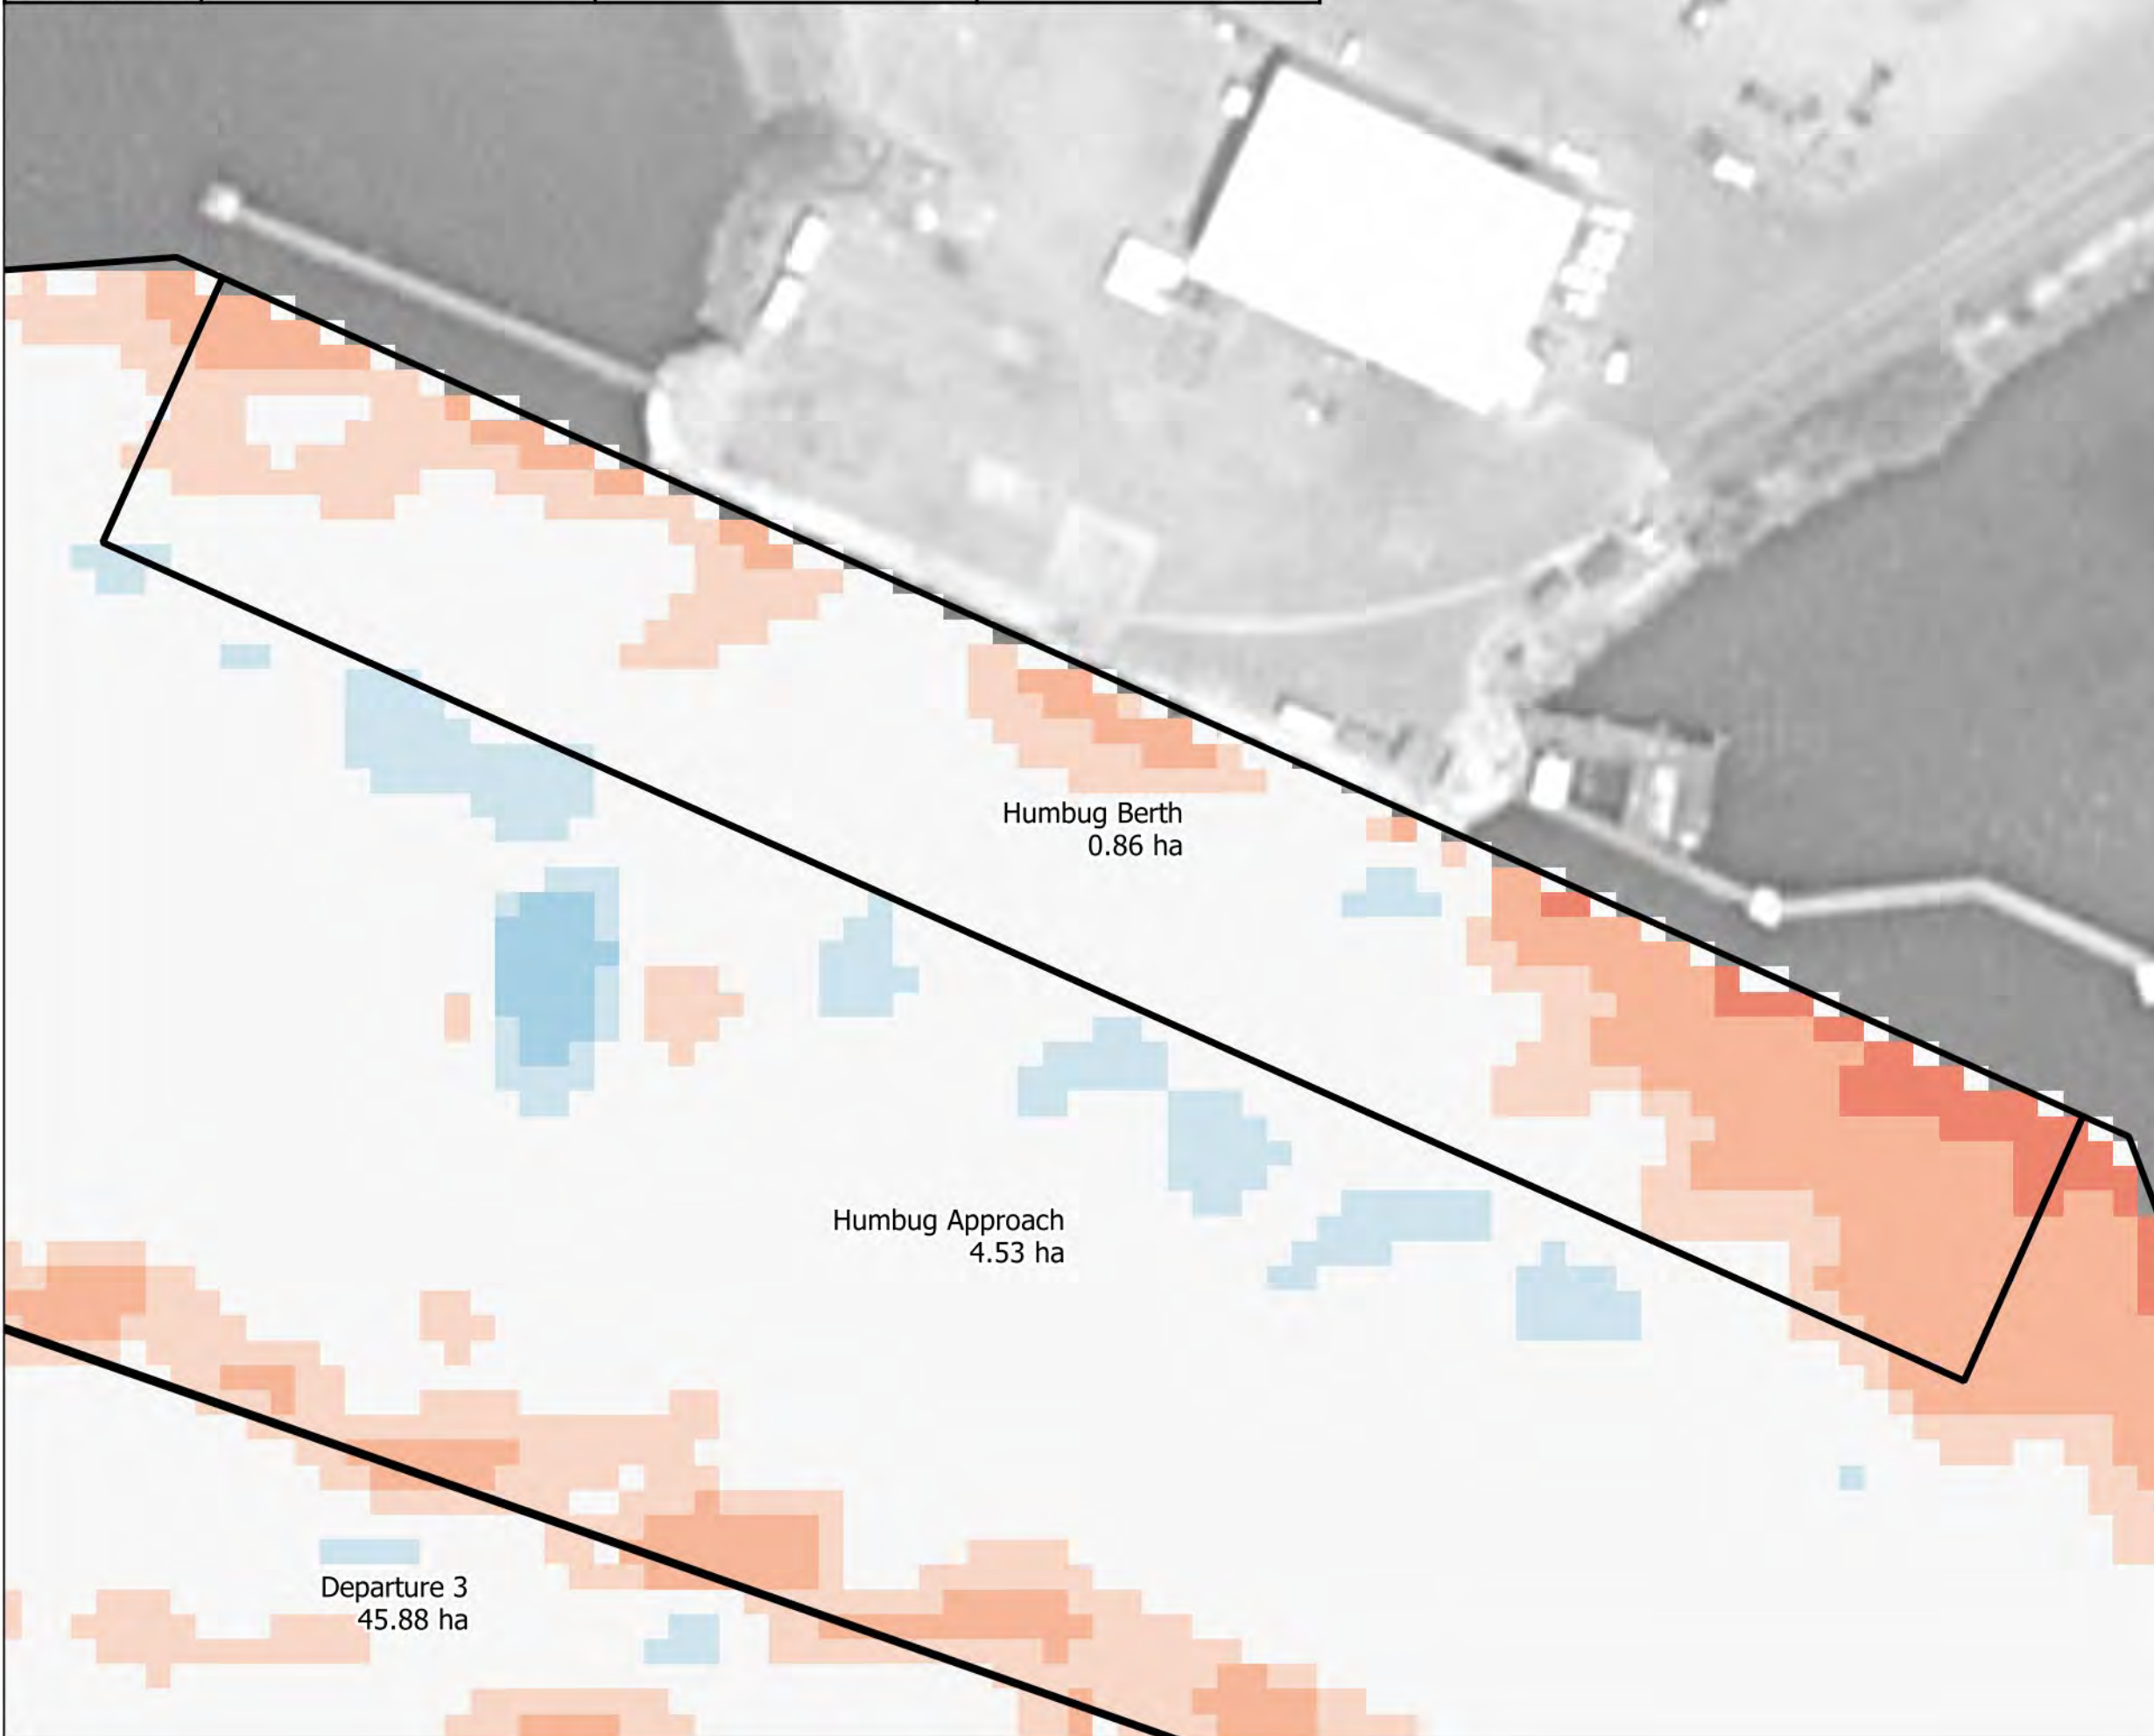 Humbug Berth
0.86 ha
Humbug Approach
4.53 ha
Departure 3
45.88 ha